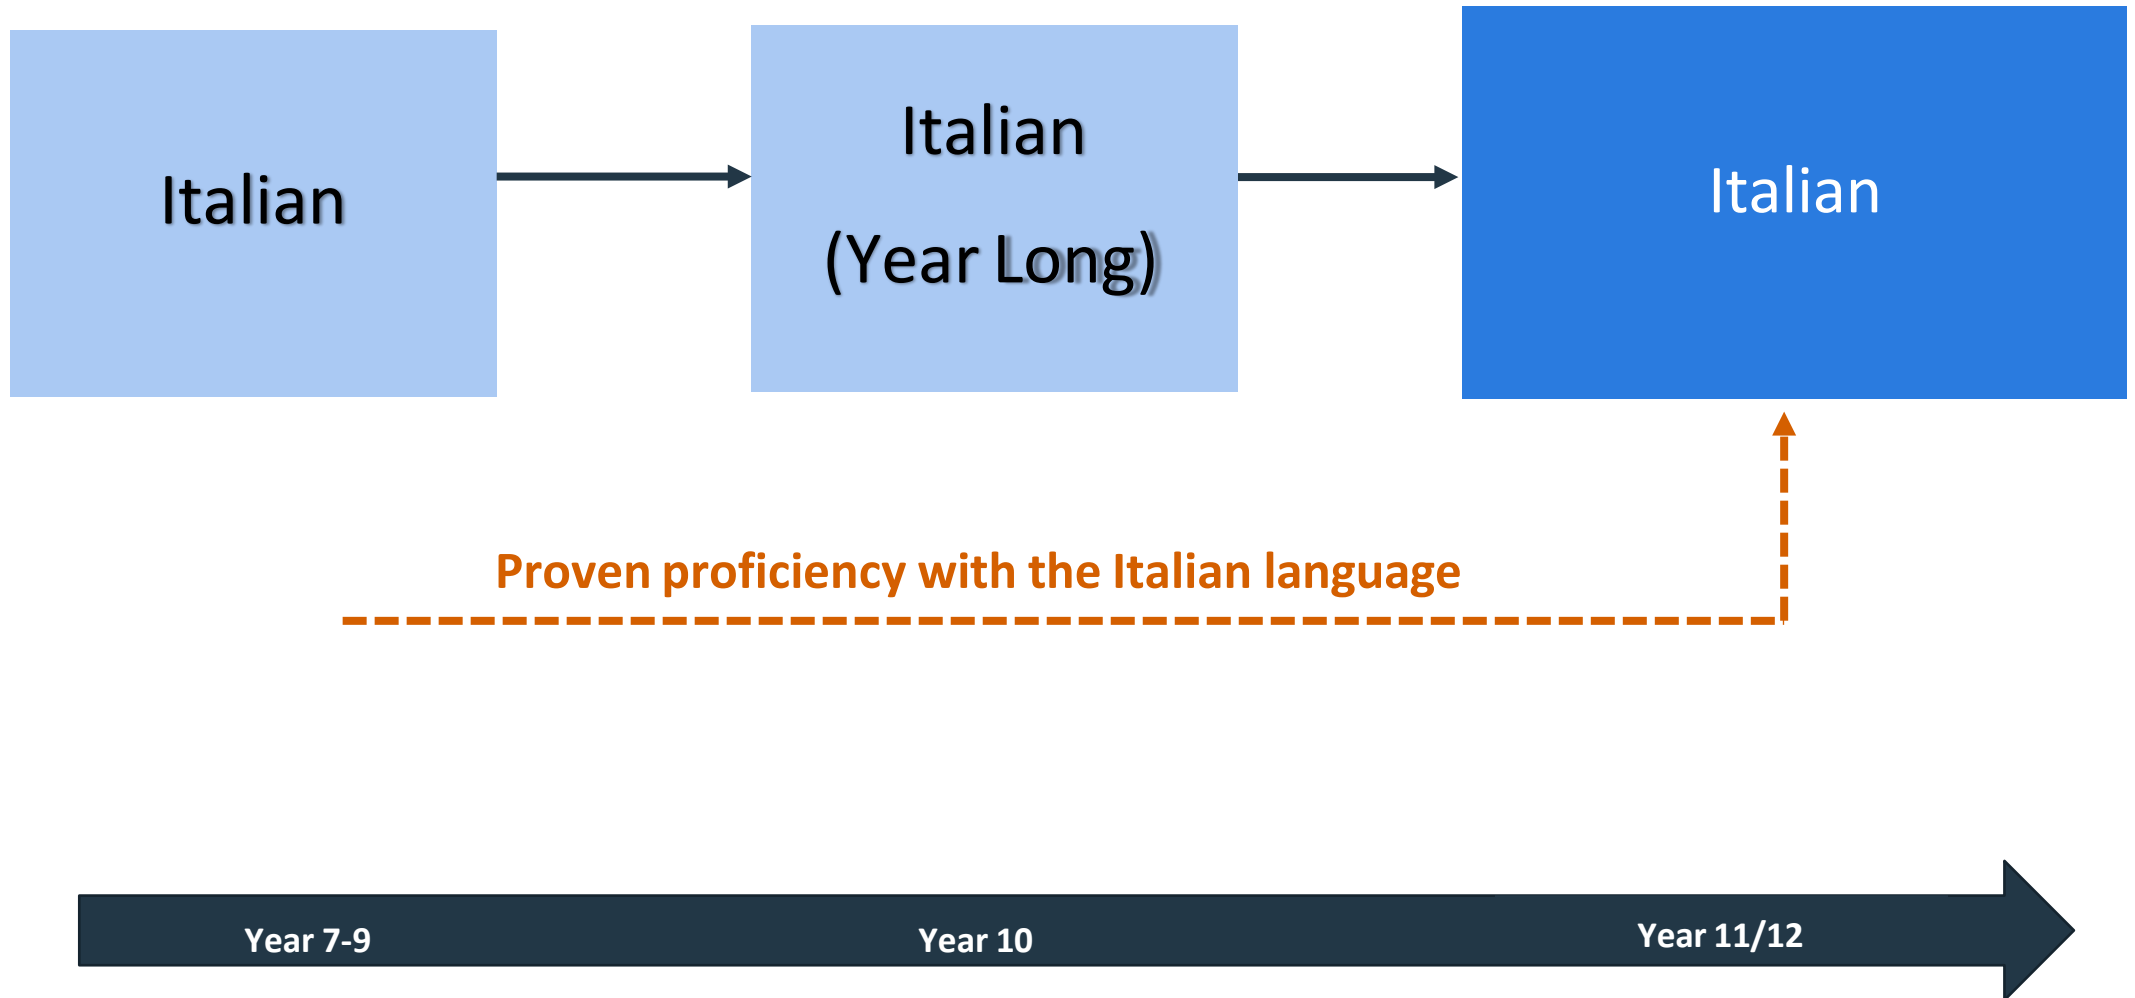 Italian
Italian
(Year Long)
Italian
Proven proficiency with the Italian language
Year 7-9
Year 10
Year 11/12